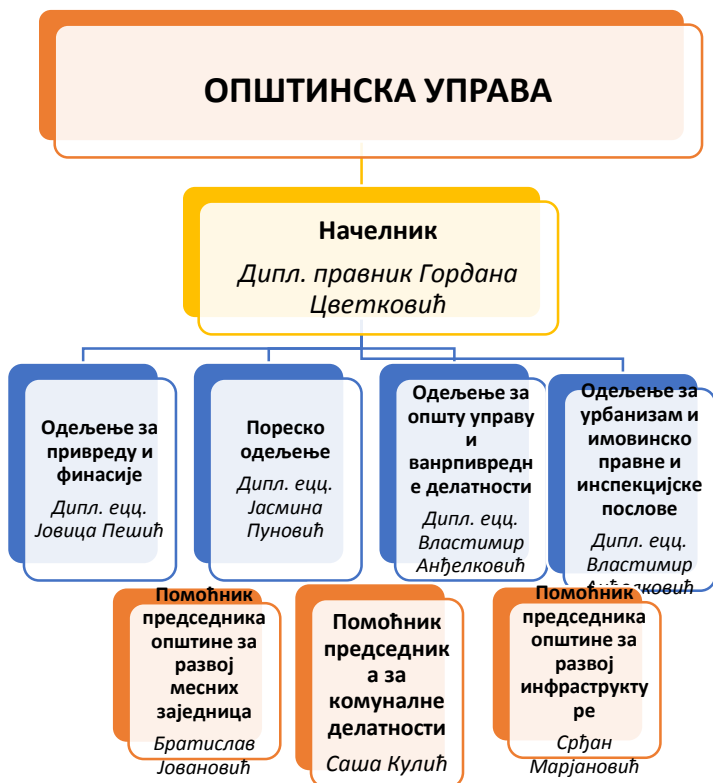 ОПШТИНСКА УПРАВА
Начелник
Дипл. правник Гордана
Цветковић
Одељење за
привреду и
финасије
Дипл. ецц.
Јовица Пешић
Пореско
одељење
Дипл. ецц.
Јасмина
Пуновић
Одељење за
општу управу
и
ванрпивредн
е делатности
Дипл. ецц.
Властимир
Анђелковић
Одељење за
урбанизам и
имовинско
правне и
инспекцијске
послове
Дипл. ецц.
Властимир
Анђелковић
Помоћник
председника
општине за
развој
месних
заједница
Братислав
Јовановић
Помоћник
председник
а за
комуналне
делатности
Саша Кулић
Помоћник
председника
општине за
развој
инфраструкту
ре
Срђан
Марјановић